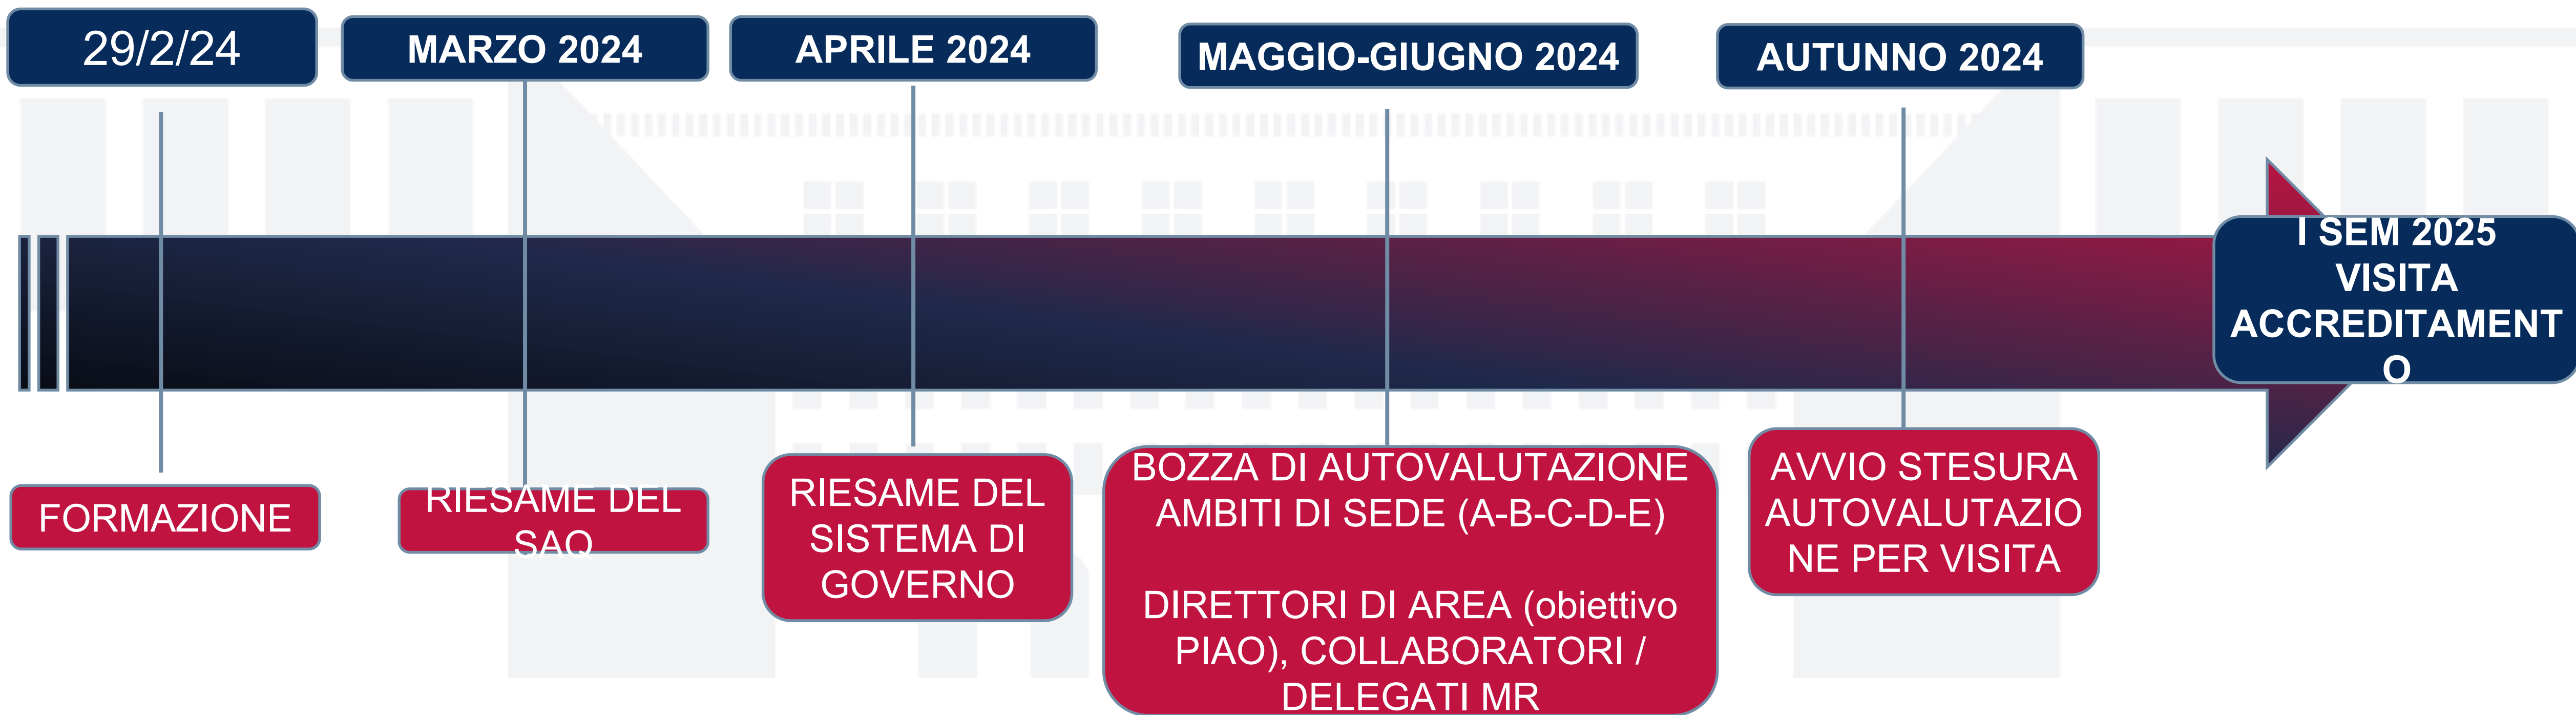 29/2/24
MARZO 2024
APRILE 2024
MAGGIO-GIUGNO 2024
AUTUNNO 2024
I SEM 2025
VISITA
ACCREDITAMENT
O
FORMAZIONE
RIESAME DEL
SAQ
RIESAME DEL
SISTEMA DI
GOVERNO
BOZZA DI AUTOVALUTAZIONE
AMBITI DI SEDE (A-B-C-D-E)
DIRETTORI DI AREA (obiettivo
PIAO), COLLABORATORI /
DELEGATI MR
AVVIO STESURA
AUTOVALUTAZIO
NE PER VISITA